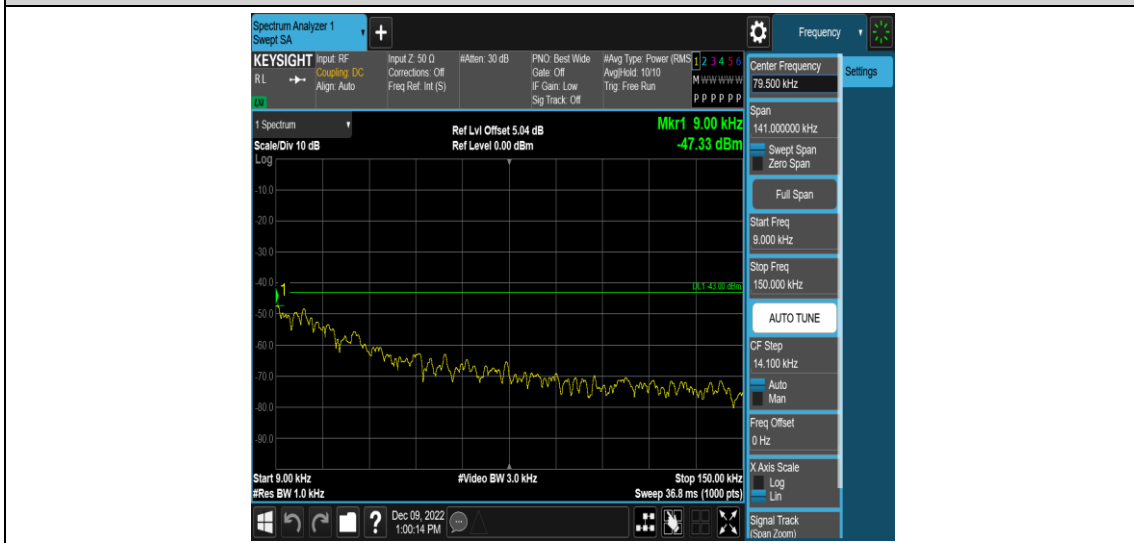 Spectrum Analyzer 1
Swept SA
Frequency
KEYSIGHT
RL
Input: RF
Coupling: DC
Align: Auto
Input Z: 50 Ω
Corrections: Off
Freq Ref: Int (S)
#Atten: 30 dB
PNO: Best Wide
Gate: Off
IF Gain: Low
Sig Track: Off
#Avg Type: Power (RMS
Avg|Hold: 10/10
Trig: Free Run
1 2 3 4 5 6
M W W W W W
P P P P P P
1 Spectrum
Scale/Div 10 dB
Log
Ref Lvl Offset 5.04 dB
Ref Level 0.00 dBm
Mkr1 9.00 kHz
-47.33 dBm
-10.0
-20.0
-30.0
-40.0
-50.0
-60.0
-70.0
-80.0
-90.0
1
DL1 -43.00 dBm
Start 9.00 kHz
#Res BW 1.0 kHz
#Video BW 3.0 kHz
Stop 150.00 kHz
Sweep 36.8 ms (1000 pts)
Dec 09, 2022
1:00:14 PM
Center Frequency
79.500 kHz
Settings
Span
141.000000 kHz
Swept Span
Zero Span
Full Span
Start Freq
9.000 kHz
Stop Freq
150.000 kHz
AUTO TUNE
CF Step
14.100 kHz
Auto
Man
Freq Offset
0 Hz
X Axis Scale
Log
Lin
Signal Track
(Span Zoom)